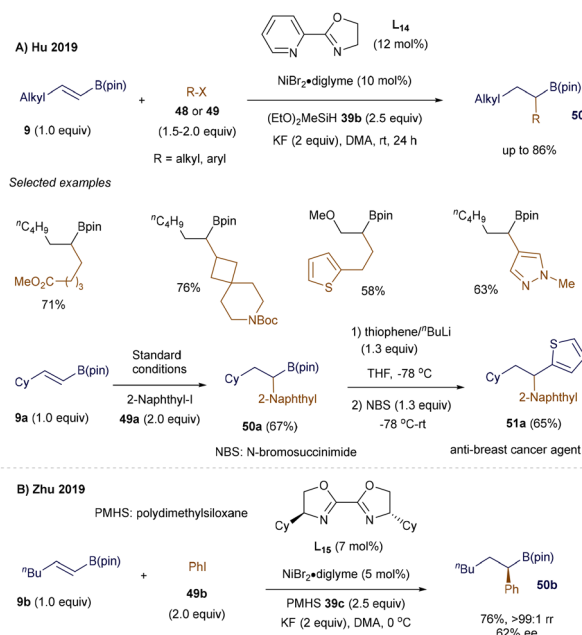 A) Hu 2019
O
N
N
L14
(12 mol%)
NiBr2•diglyme (10 mol%)
Alkyl
B(pin)
+
R-X
48 or 49
(1.5-2.0 equiv)
9 (1.0 equiv)
(EtO)2MeSiH 39b (2.5 equiv)
KF (2 equiv), DMA, rt, 24 h
R = alkyl, aryl
Alkyl
B(pin)
R
50
up to 86%
Selected examples
nC4H9
Bpin
MeO2C
( )3
71%
nC4H9
Bpin
76%
NBoc
MeO
Bpin
S
58%
nC4H9
Bpin
63%
N
N
Me
Cy
B(pin)
9a (1.0 equiv)
Standard
conditions
2-Naphthyl-I
49a (2.0 equiv)
Cy
B(pin)
2-Naphthyl
50a (67%)
1) thiophene/nBuLi
(1.3 equiv)
THF, -78 oC
2) NBS (1.3 equiv)
-78 oC-rt
S
Cy
2-Naphthyl
51a (65%)
NBS: N-bromosuccinimide
anti-breast cancer agent
B) Zhu 2019
PMHS: polydimethylsiloxane
O
O
N
N
Cy
Cy
L15 (7 mol%)
nBu
B(pin)
9b (1.0 equiv)
+
PhI
49b
(2.0 equiv)
NiBr2•diglyme (5 mol%)
PMHS 39c (2.5 equiv)
KF (2 equiv), DMA, 0 oC
nBu
B(pin)
Ph
50b
76%, >99:1 rr
62% ee